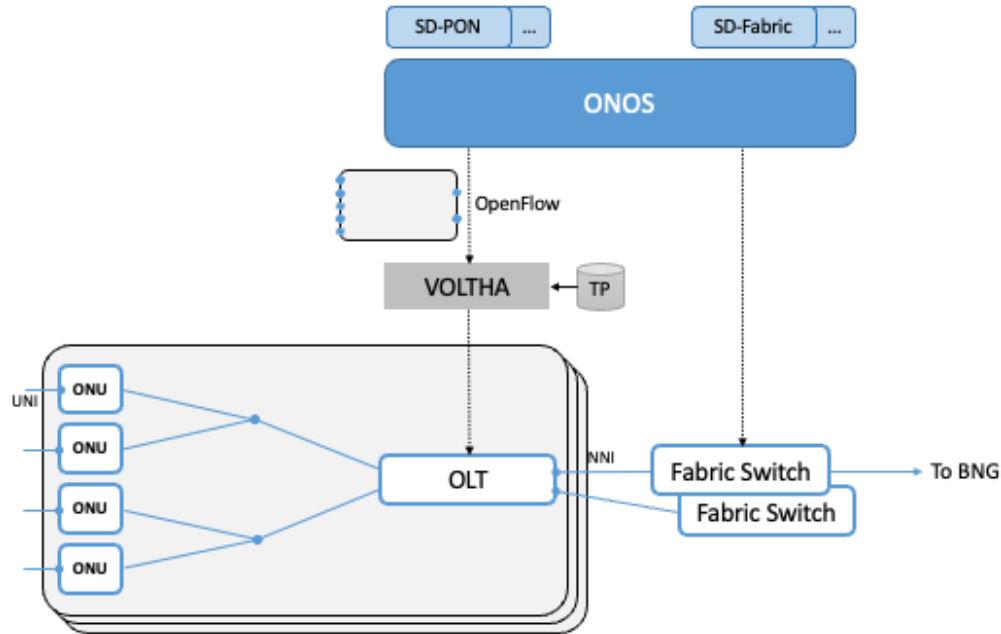 SD-PON ...
SD-Fabric ...
ONOS
OpenFlow
VOLTHA
TP
UNI
ONU
ONU
ONU
ONU
OLT
NNI
Fabric Switch
Fabric Switch
To BNG